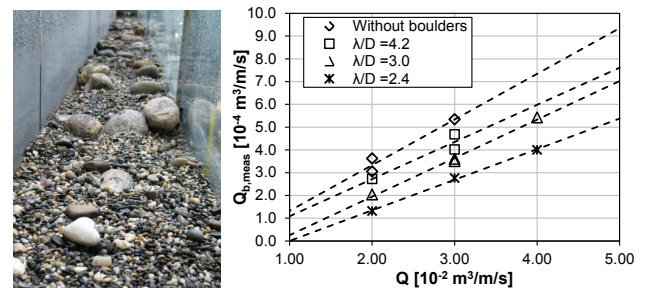 10.0
9.0
8.0
7.0
6.0
5.0
4.0
3.0
2.0
1.0
0.0
Q_b,meas [10⁻⁴ m³/m/s]
Without boulders
λ/D =4.2
λ/D =3.0
λ/D =2.4
1.00 2.00 3.00 4.00 5.00
Q [10⁻² m³/m/s]